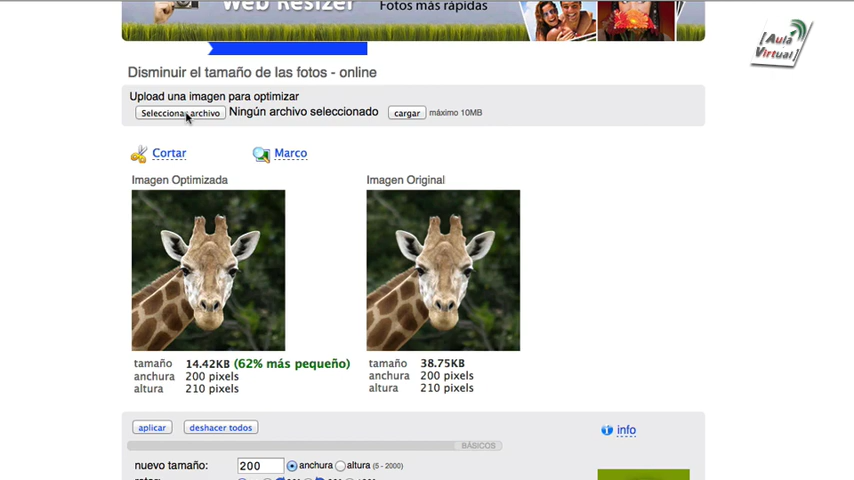 Web Resizer
Fotos más rápidas
[Aula
Virtual]
Disminuir el tamaño de las fotos - online
Upload una imagen para optimizar
Seleccionar archivo Ningún archivo seleccionado cargar máximo 10MB
Cortar Marco
Imagen Optimizada Imagen Original
tamaño 14.42KB (62% más pequeño) tamaño 38.75KB
anchura 200 pixels anchura 200 pixels
altura 210 pixels altura 210 pixels
aplicar deshacer todos info
BÁSICOS
nuevo tamaño: 200 anchura altura (5 - 2000)